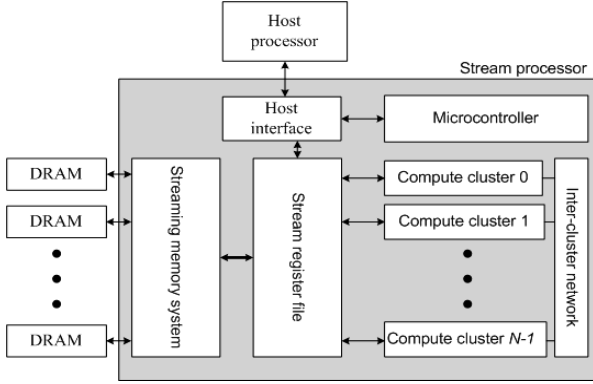 Host
processor
Stream processor
Host
interface
Microcontroller
DRAM
DRAM
DRAM
Streaming memory
system
Stream register
file
Compute cluster 0
Compute cluster 1
Compute cluster N-1
Inter-cluster network